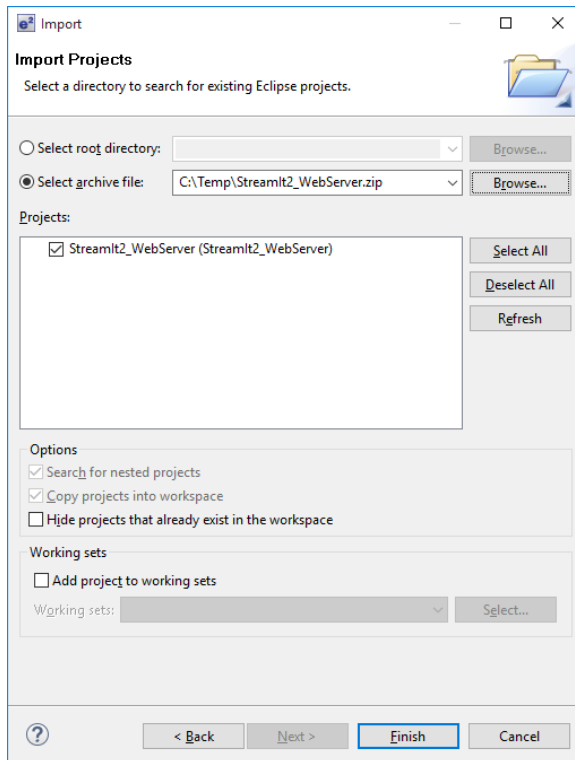 e² Import
Import Projects
Select a directory to search for existing Eclipse projects.
Select root directory: Browse...
Select archive file: C:\Temp\StreamIt2_WebServer.zip Browse...
Projects:
StreamIt2_WebServer (StreamIt2_WebServer)
Select All
Deselect All
Refresh
Options
Search for nested projects
Copy projects into workspace
Hide projects that already exist in the workspace
Working sets
Add project to working sets
Working sets: Select...
? < Back Next > Finish Cancel